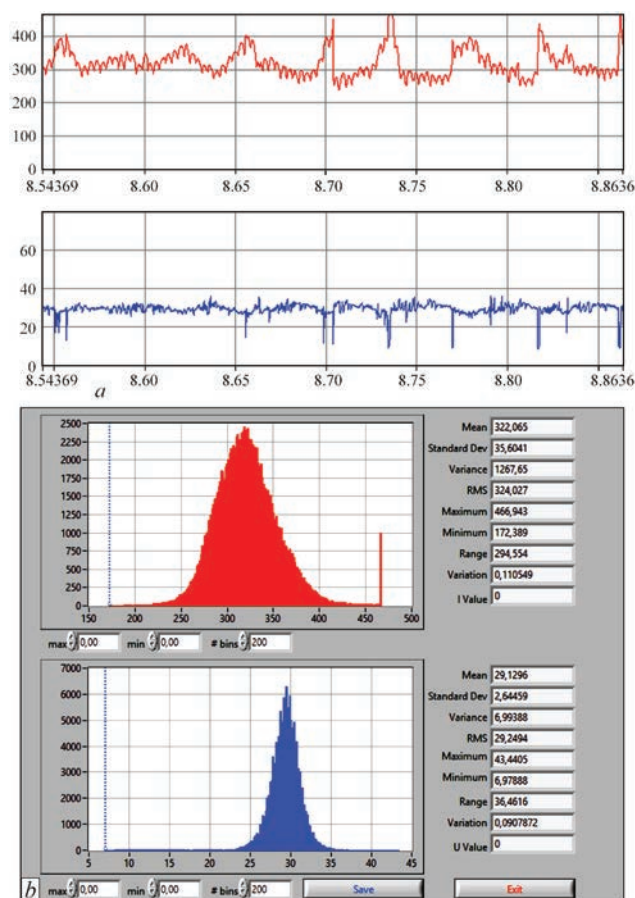 400
300
200
100
0
8.54369 8.60 8.65 8.70 8.75 8.80 8.8636
60
40
20
0
8.54369 8.60 8.65 8.70 8.75 8.80 8.8636
a
2500
2250
2000
1750
1500
1250
1000
750
500
250
0
150 200 250 300 350 400 450 500
max 0,00 min 0,00 # bins 200
Mean 322,065
Standard Dev 35,6041
Variance 1267,65
RMS 324,027
Maximum 466,943
Minimum 172,389
Range 294,554
Variation 0,110549
I Value 0
7000
6000
5000
4000
3000
2000
1000
0
5 10 15 20 25 30 35 40 45
Mean 29,1296
Standard Dev 2,64459
Variance 6,99388
RMS 29,2494
Maximum 43,4405
Minimum 6,97888
Range 36,4616
Variation 0,0907872
U Value 0
b max 0,00 min 0,00 # bins 200 Save Exit